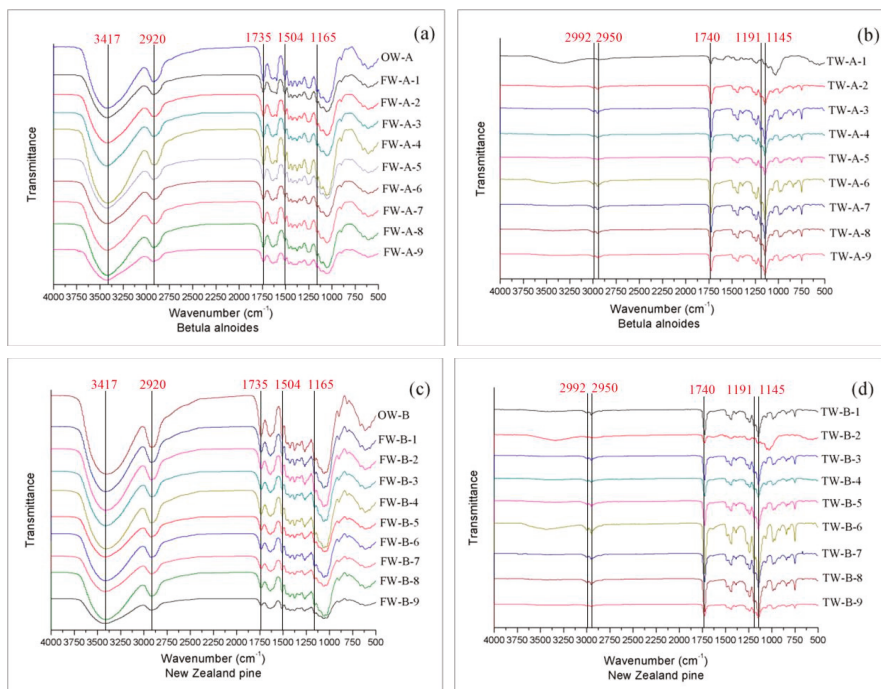 3417 2920 1735 1504 1165
(a)
OW-A
FW-A-1
FW-A-2
FW-A-3
FW-A-4
FW-A-5
FW-A-6
FW-A-7
FW-A-8
FW-A-9
Transmittance
4000 3750 3500 3250 3000 2750 2500 2250 2000 1750 1500 1250 1000 750 500
Wavenumber (cm⁻¹)
Betula alnoides
2992 2950 1740 1191 1145
(b)
TW-A-1
TW-A-2
TW-A-3
TW-A-4
TW-A-5
TW-A-6
TW-A-7
TW-A-8
TW-A-9
Transmittance
4000 3750 3500 3250 3000 2750 2500 2250 2000 1750 1500 1250 1000 750 500
Wavenumber (cm⁻¹)
Betula alnoides
3417 2920 1735 1504 1165
(c)
OW-B
FW-B-1
FW-B-2
FW-B-3
FW-B-4
FW-B-5
FW-B-6
FW-B-7
FW-B-8
FW-B-9
Transmittance
4000 3750 3500 3250 3000 2750 2500 2250 2000 1750 1500 1250 1000 750 500
Wavenumber (cm⁻¹)
New Zealand pine
2992 2950 1740 1191 1145
(d)
TW-B-1
TW-B-2
TW-B-3
TW-B-4
TW-B-5
TW-B-6
TW-B-7
TW-B-8
TW-B-9
Transmittance
4000 3750 3500 3250 3000 2750 2500 2250 2000 1750 1500 1250 1000 750 500
Wavenumber (cm⁻¹)
New Zealand pine